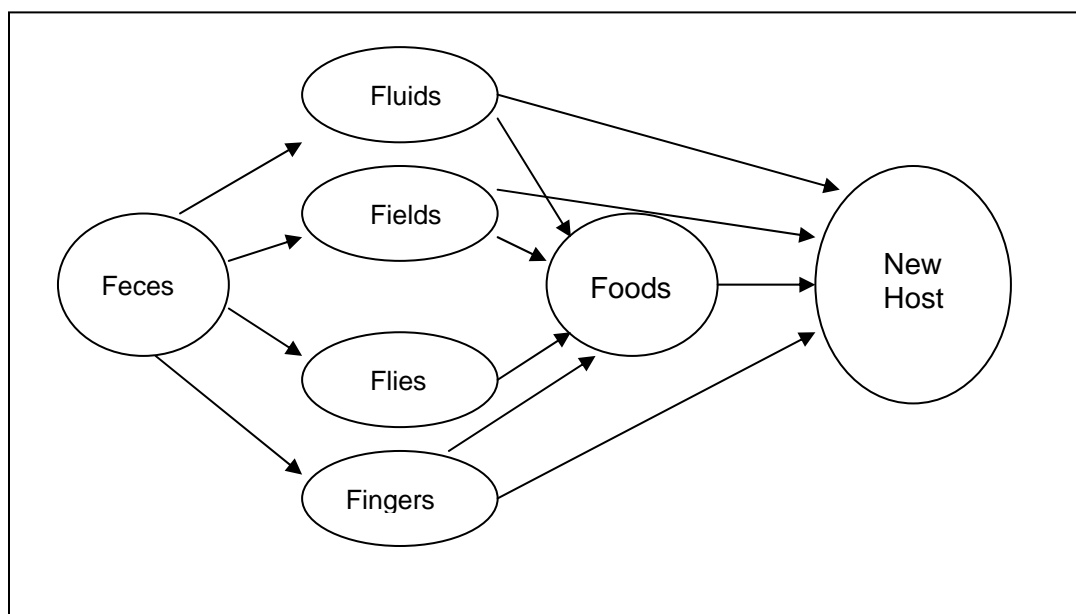 Fluids
Fields
Feces
Foods
New
Host
Flies
Fingers